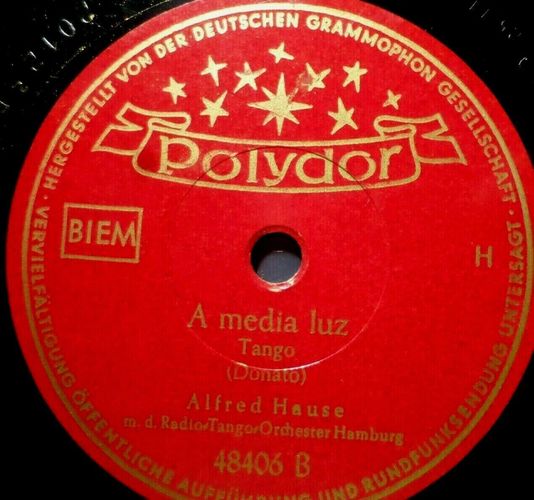 HERGESTELLT VON DER DEUTSCHEN GRAMMOPHON GESELLSCHAFT · VERVIELFÄLTIGUNG ÖFFENTLICHE AUFFÜHRUNG UND RUNDFUNKSENDUNG UNTERSAGT ·
Polydor
BIEM
H
A media luz
Tango
(Donato)
Alfred Hause
m. d. Radio-Tango-Orchester Hamburg
48406 B